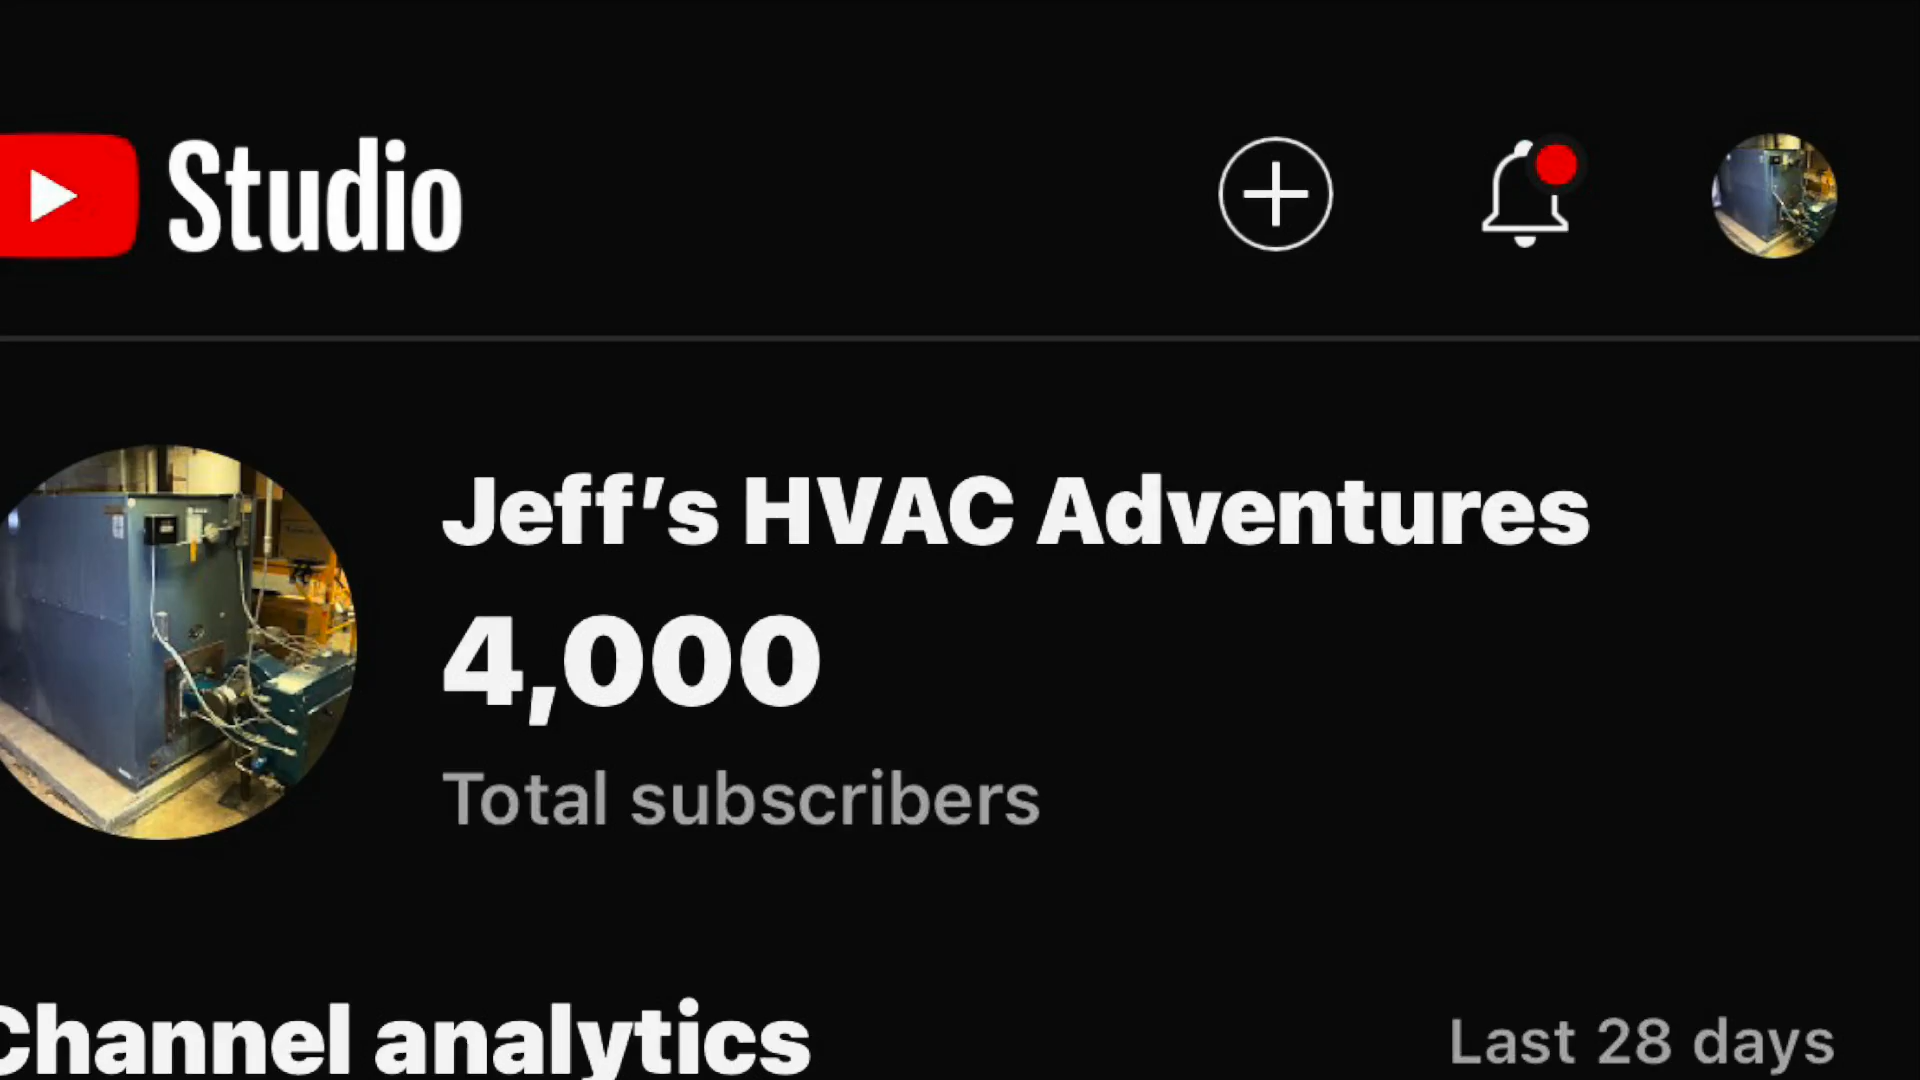 Studio
Jeff’s HVAC Adventures
4,000
Total subscribers
Channel analytics
Last 28 days